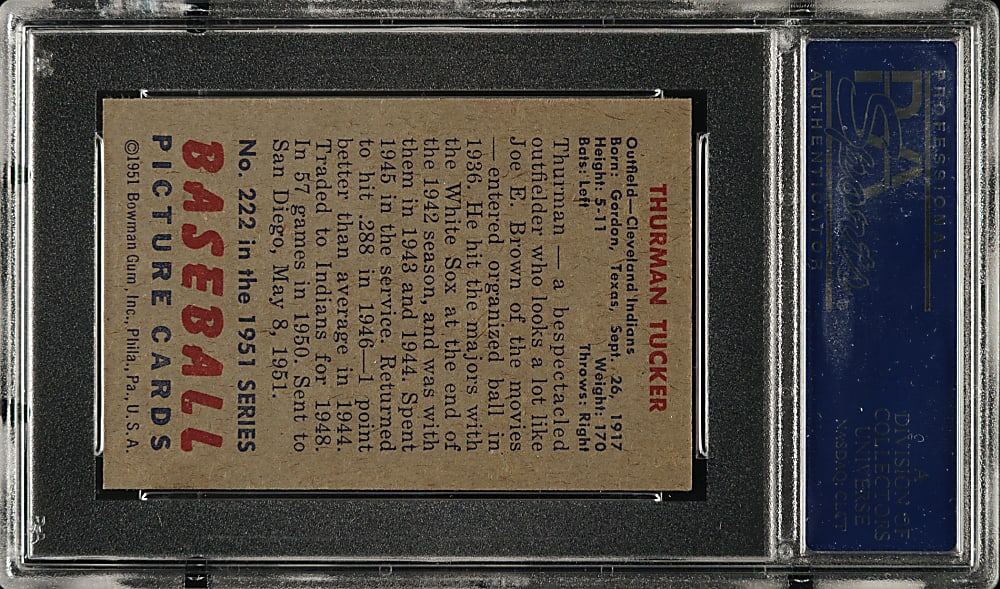 PROFESSIONAL
PSA
AUTHENTICATOR
A
DIVISION OF
COLLECTORS
UNIVERSE
NASDAQ: CLCT
THURMAN TUCKER
Outfield—Cleveland Indians
Born: Gordon, Texas, Sept. 26, 1917
Height: 5-11 Weight: 170
Bats: Left Throws: Right
Thurman — a bespectacled
outfielder who looks a lot like
Joe E. Brown of the movies
— entered organized ball in
1936. He hit the majors with
the White Sox at the end of
the 1942 season, and was with
them in 1943 and 1944. Spent
1945 in the service. Returned
to hit .288 in 1946—1 point
better than average in 1944.
Traded to Indians for 1948.
In 57 games in 1950. Sent to
San Diego, May 8, 1951.
No. 222 in the 1951 SERIES
BASEBALL
PICTURE CARDS
©1951 Bowman Gum, Inc., Phila., Pa., U. S. A.